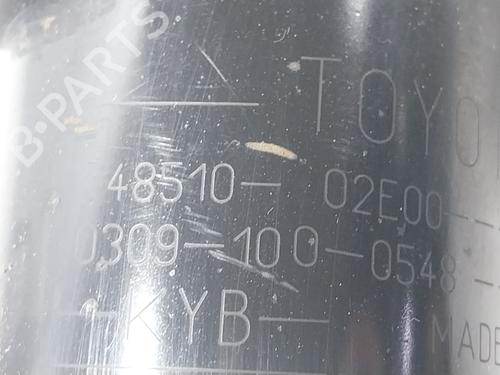 B-PARTS
TOYO
48510- 02E00-
0309-100-0548-
-KYB-
MADE